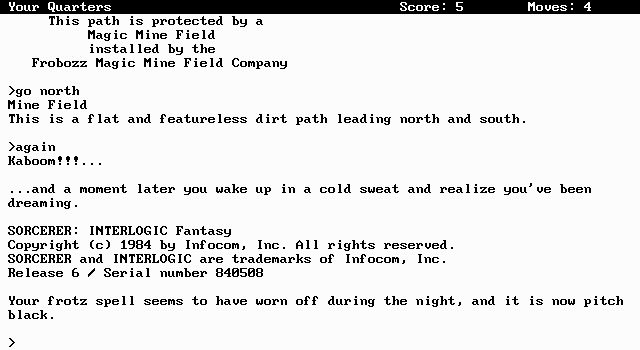 Your Quarters Score: 5 Moves: 4
This path is protected by a
Magic Mine Field
installed by the
Frobozz Magic Mine Field Company
>go north
Mine Field
This is a flat and featureless dirt path leading north and south.
>again
Kaboom!!!...
...and a moment later you wake up in a cold sweat and realize you've been
dreaming.
SORCERER: INTERLOGIC Fantasy
Copyright (c) 1984 by Infocom, Inc. All rights reserved.
SORCERER and INTERLOGIC are trademarks of Infocom, Inc.
Release 6 / Serial number 840508
Your frotz spell seems to have worn off during the night, and it is now pitch
black.
>